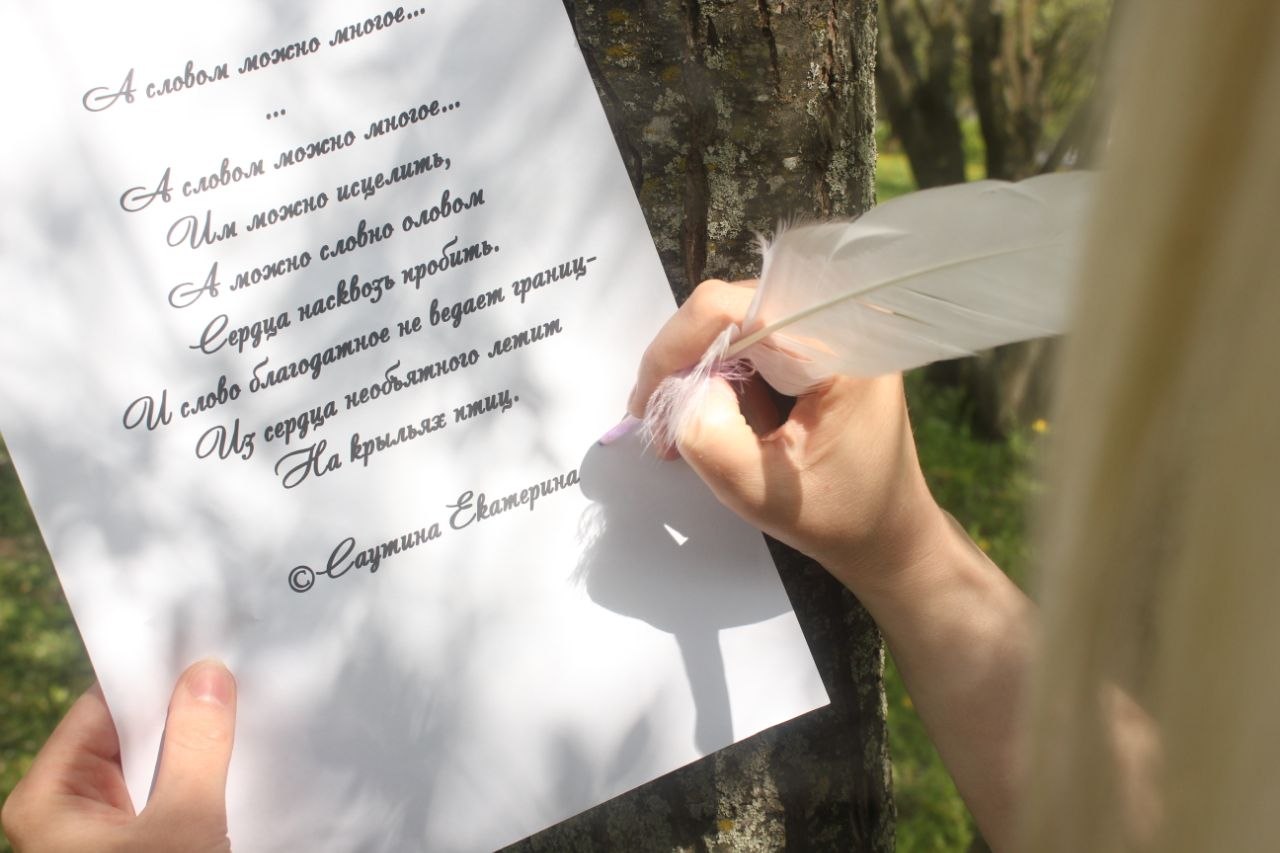 А словом можно многое...
...
А словом можно многое...
Им можно исцелить,
А можно словно оловом
Сердца насквозь пробить.
И слово благодатное не ведает границ-
Из сердца необъятного летит
На крыльях птиц.
©Саутина Екатерина